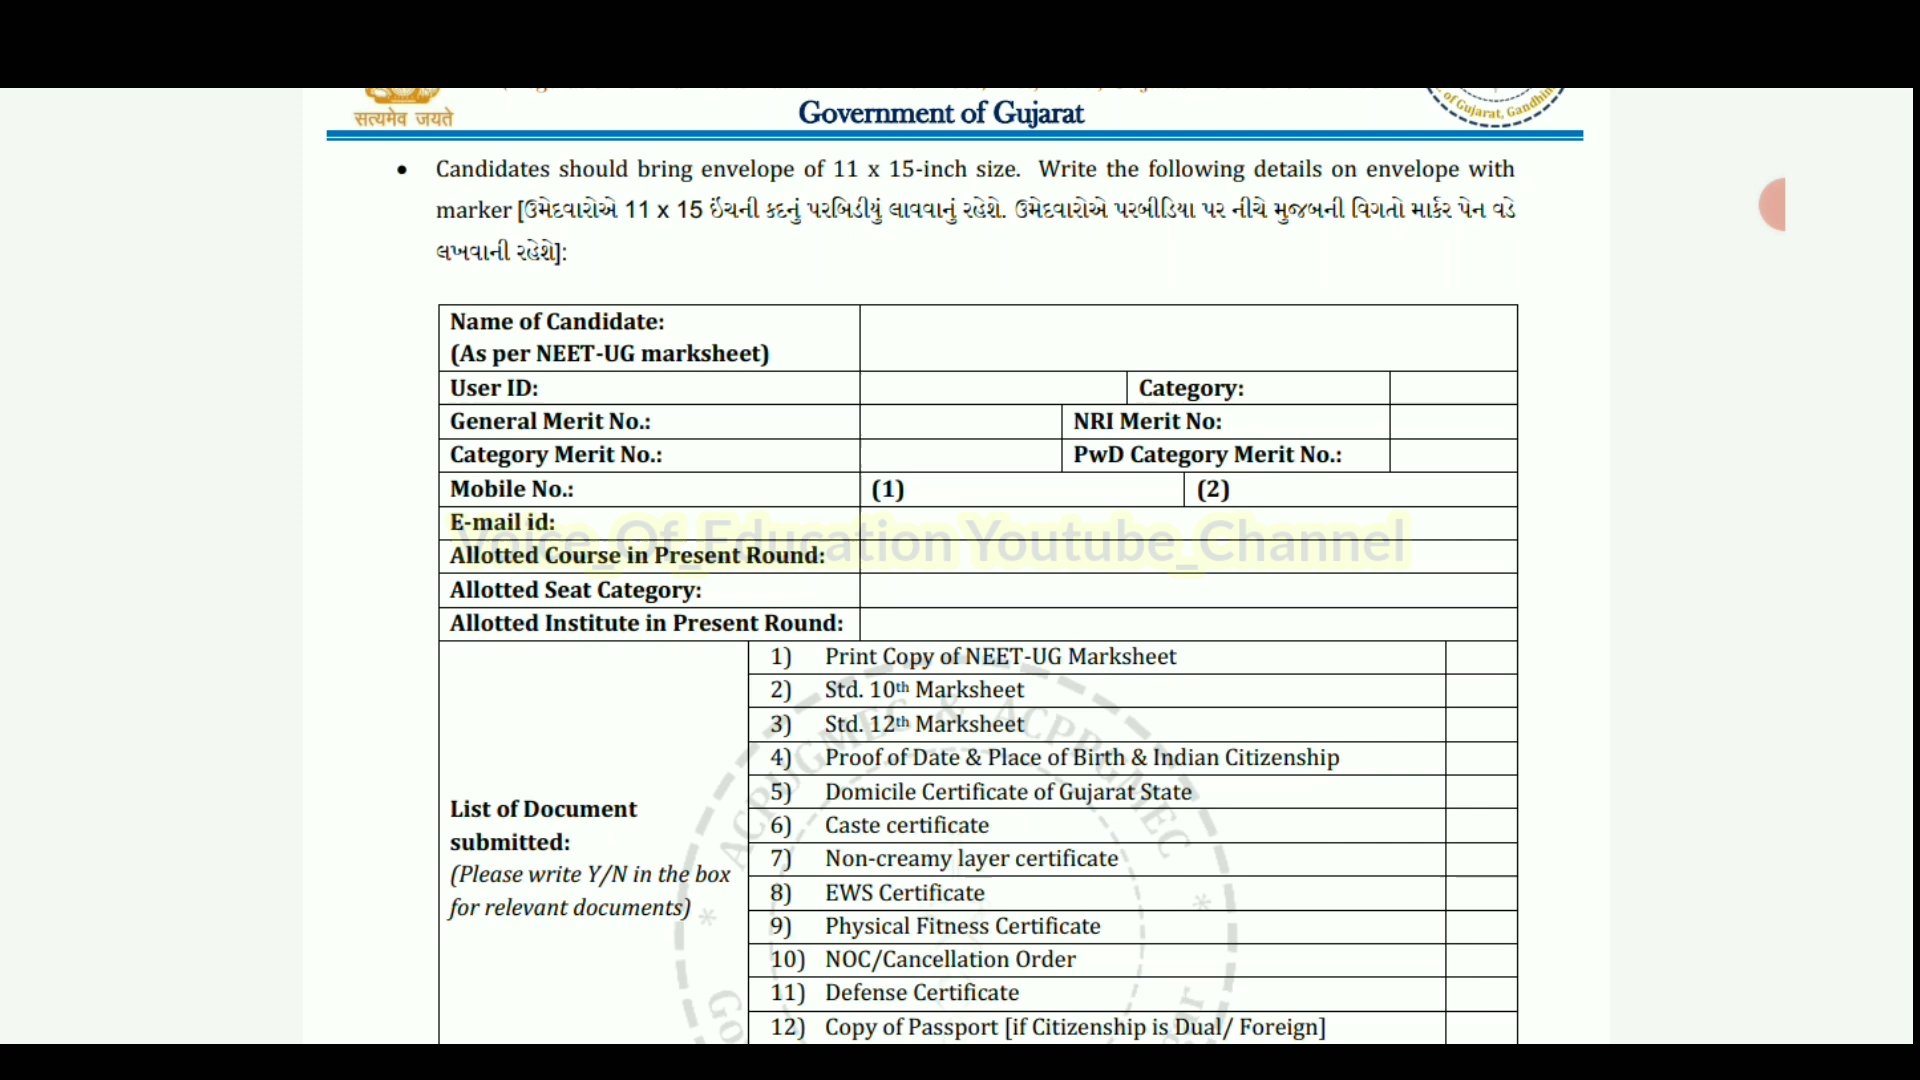 सत्यमेव जयते
Government of Gujarat
of Gujarat, Gandhin
• Candidates should bring envelope of 11 x 15-inch size. Write the following details on envelope with
marker [ઉમેદવારોએ 11 x 15 ઇંચની કદનું પરબિડીયું લાવવાનું રહેશે. ઉમેદવારોએ પરબીડિયા પર નીચે મુજબની વિગતો માર્કર પેન વડે
લખવાની રહેશે]:
Name of Candidate:
(As per NEET-UG marksheet)
User ID: Category:
General Merit No.: NRI Merit No:
Category Merit No.: PwD Category Merit No.:
Mobile No.: (1) (2)
E-mail id:
Voice_Of_Education Youtube_Channel
Allotted Course in Present Round:
Allotted Seat Category:
Allotted Institute in Present Round:
List of Document
submitted:
(Please write Y/N in the box
for relevant documents)
1) Print Copy of NEET-UG Marksheet
2) Std. 10th Marksheet
3) Std. 12th Marksheet
4) Proof of Date & Place of Birth & Indian Citizenship
5) Domicile Certificate of Gujarat State
6) Caste certificate
7) Non-creamy layer certificate
8) EWS Certificate
9) Physical Fitness Certificate
10) NOC/Cancellation Order
11) Defense Certificate
12) Copy of Passport [if Citizenship is Dual/ Foreign]
ACPUGMEC & ACPPGMEC